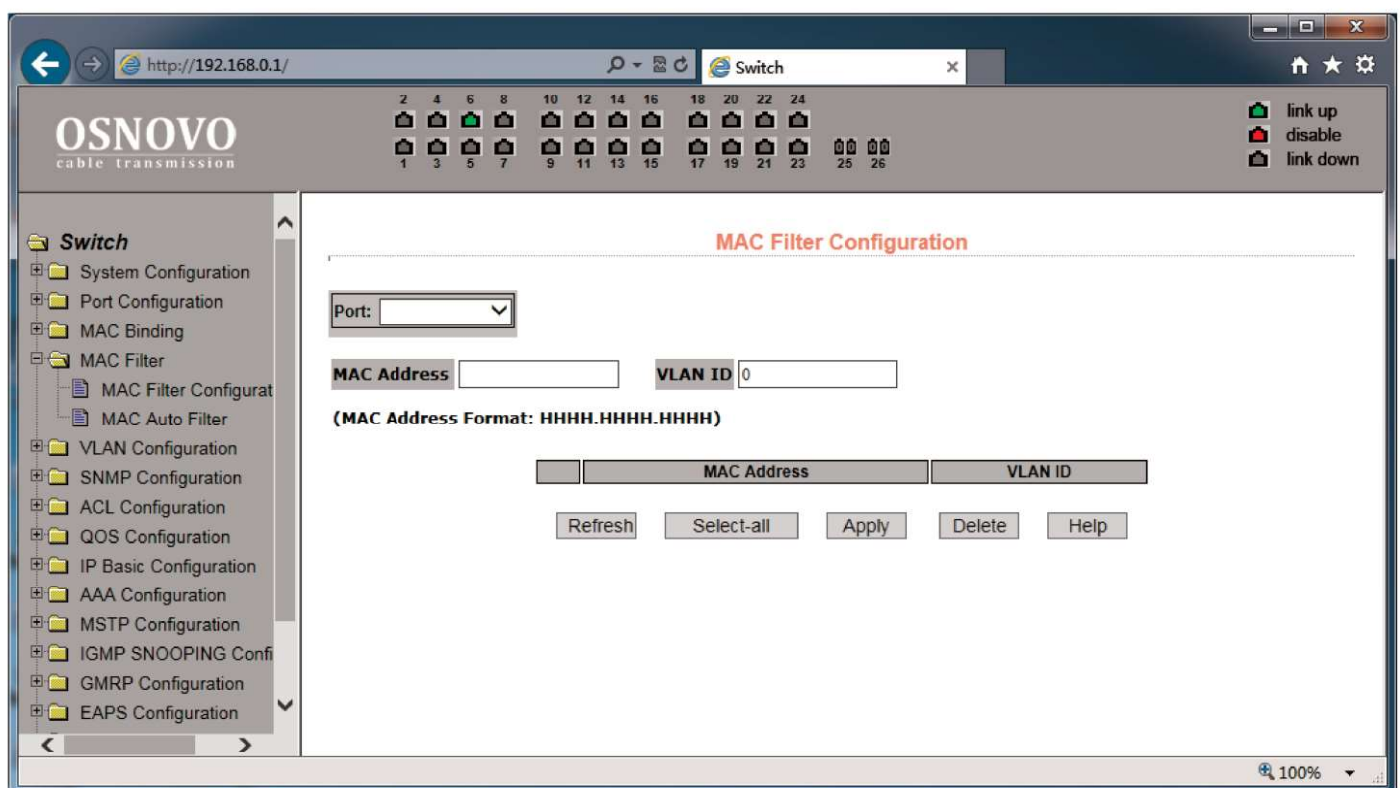 http://192.168.0.1/
Switch
OSNOVO
cable transmission
2 4 6 8 10 12 14 16 18 20 22 24
1 3 5 7 9 11 13 15 17 19 21 23 25 26
link up
disable
link down
Switch
System Configuration
Port Configuration
MAC Binding
MAC Filter
MAC Filter Configurat
MAC Auto Filter
VLAN Configuration
SNMP Configuration
ACL Configuration
QOS Configuration
IP Basic Configuration
AAA Configuration
MSTP Configuration
IGMP SNOOPING Confi
GMRP Configuration
EAPS Configuration
MAC Filter Configuration
Port:
MAC Address VLAN ID 0
(MAC Address Format: HHHH.HHHH.HHHH)
MAC Address VLAN ID
Refresh Select-all Apply Delete Help
100%